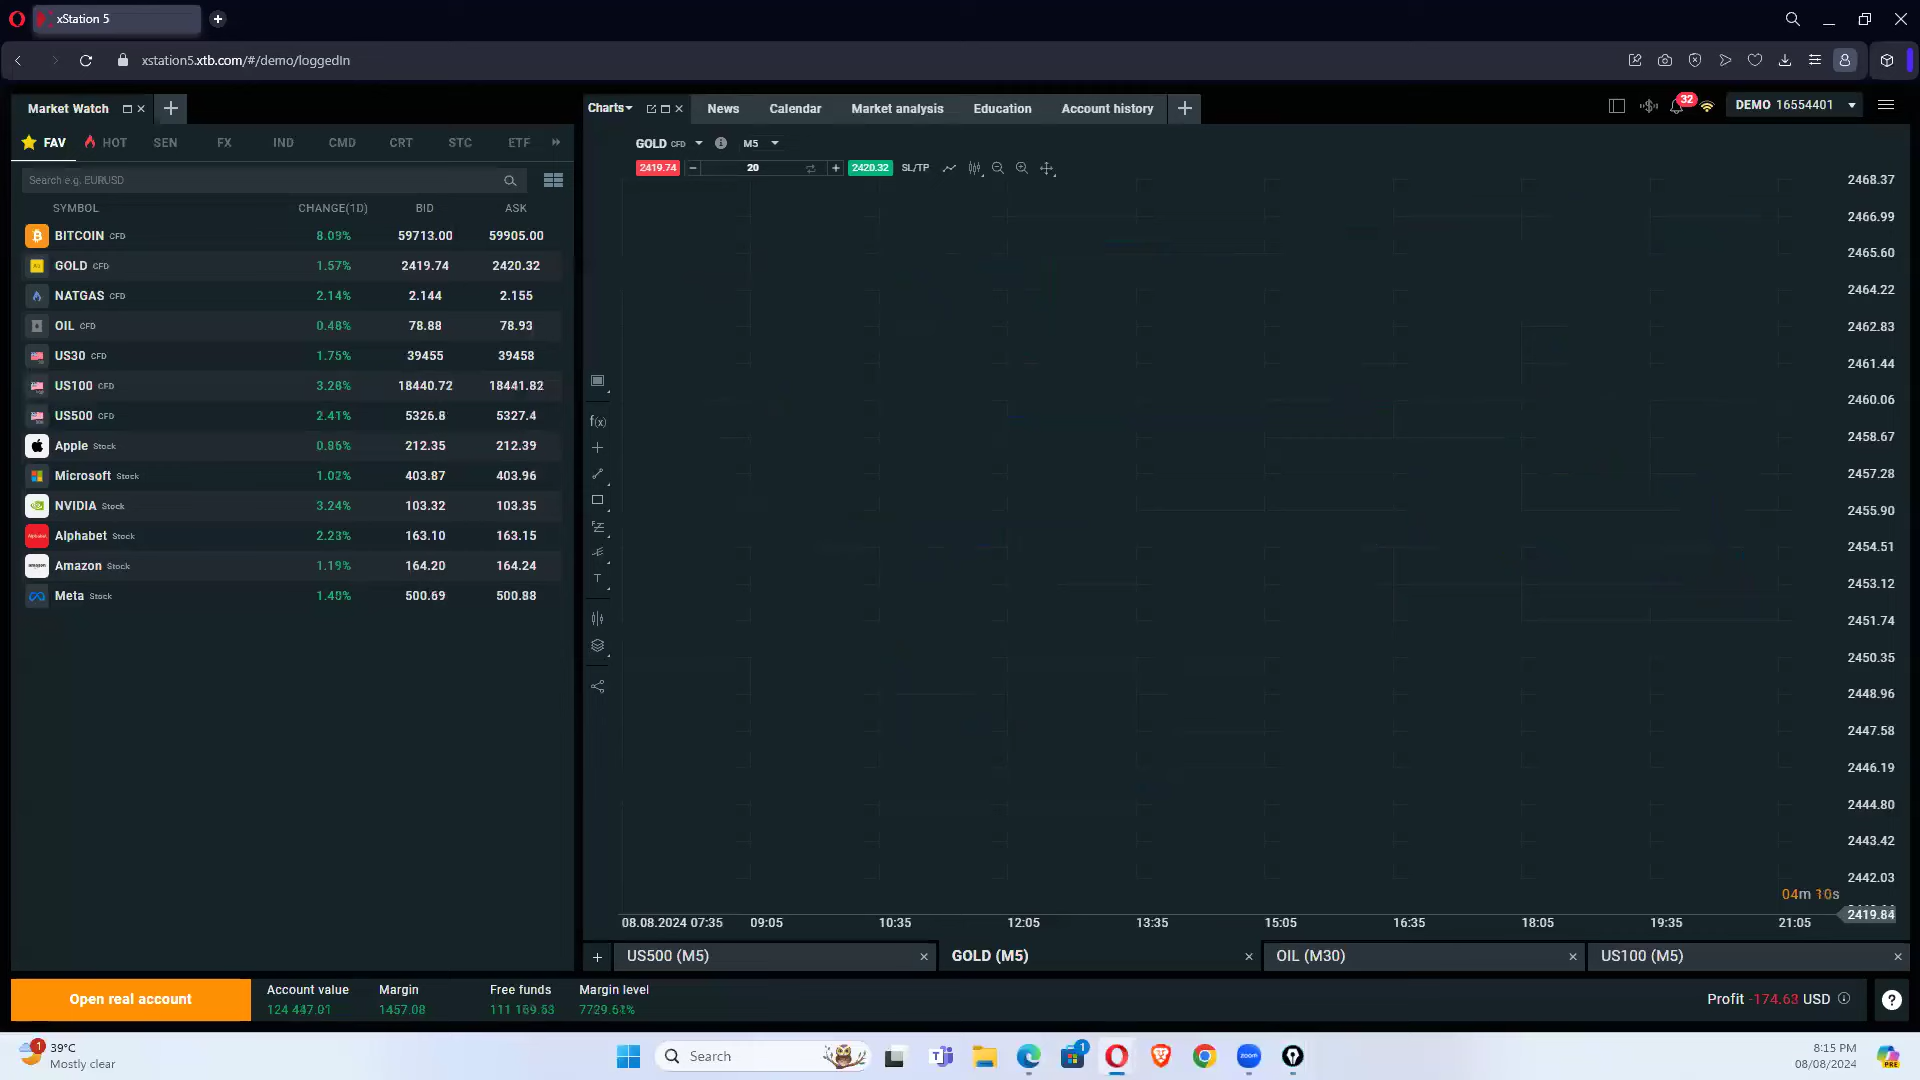 xStation 5
xstation5.xtb.com/#/demo/loggedIn
Market Watch
Charts
News
Calendar
Market analysis
Education
Account history
32
DEMO 16554401
FAV
HOT
SEN
FX
IND
CMD
CRT
STC
ETF
GOLD CFD
M5
2419.74
20
2420.32
SL/TP
Search e.g. EURUSD
SYMBOL CHANGE(1D) BID ASK
BITCOIN CFD 8.03% 59713.00 59905.00
GOLD CFD 1.57% 2419.74 2420.32
NATGAS CFD 2.14% 2.144 2.155
OIL CFD 0.48% 78.88 78.93
US30 CFD 1.75% 39455 39458
US100 CFD 3.28% 18440.72 18441.82
US500 CFD 2.41% 5326.8 5327.4
Apple Stock 0.86% 212.35 212.39
Microsoft Stock 1.02% 403.87 403.96
NVIDIA Stock 3.24% 103.32 103.35
Alphabet Stock 2.23% 163.10 163.15
Amazon Stock 1.19% 164.20 164.24
Meta Stock 1.40% 500.69 500.88
f(x)
T
2468.37
2466.99
2465.60
2464.22
2462.83
2461.44
2460.06
2458.67
2457.28
2455.90
2454.51
2453.12
2451.74
2450.35
2448.96
2447.58
2446.19
2444.80
2443.42
2442.03
04m 10s
2419.84
08.08.2024 07:35 09:05 10:35 12:05 13:35 15:05 16:35 18:05 19:35 21:05
US500 (M5)
GOLD (M5)
OIL (M30)
US100 (M5)
Open real account
Account value
124 447.01
Margin
1457.08
Free funds
Margin level
Profit -174.63 USD
?
1
39°C
Mostly clear
Search
1
zoom
8:15 PM
08/08/2024
PRE